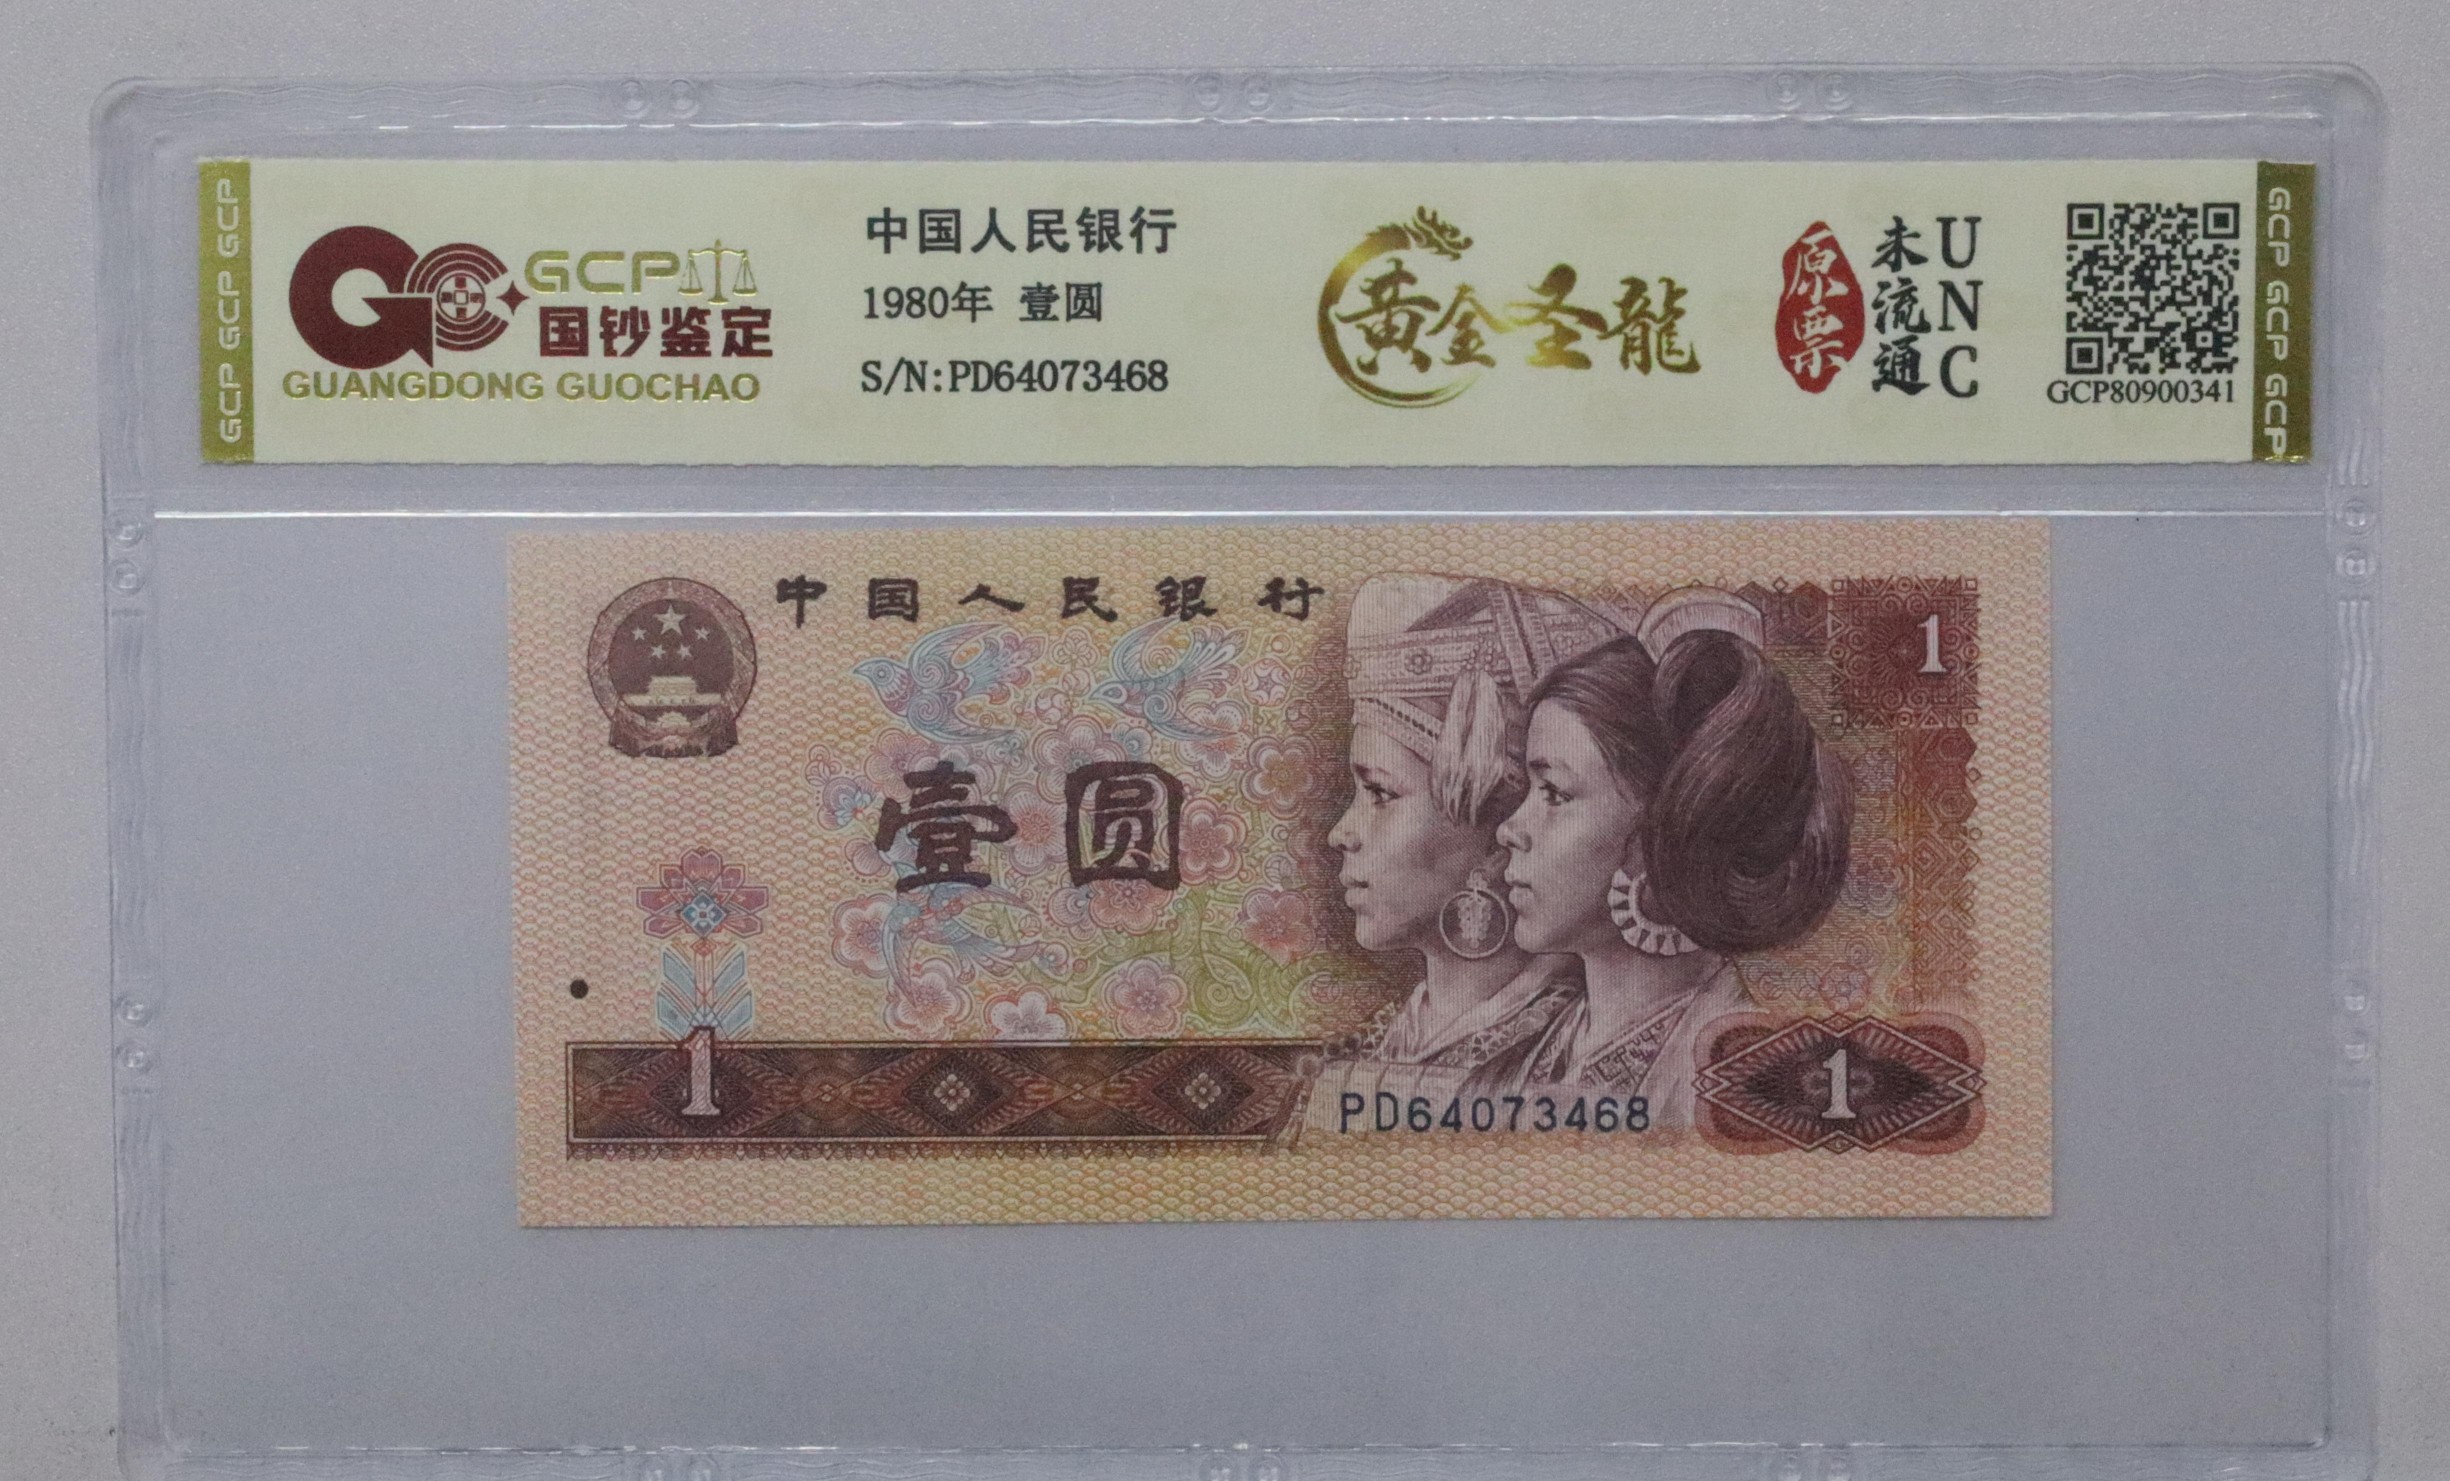 GCP GCP GCP
GCP
国钞鉴定
GUANGDONG GUOCHAO
中国人民银行
1980年 壹圆
S/N:PD64073468
黄金圣龍
原票
未流通
UNC
GCP80900341
GCP GCP GCP
中国人民银行
1
壹圆
1
PD64073468
1